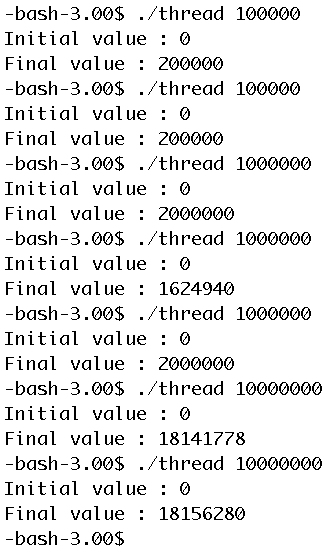 -bash-3.00$ ./thread 100000
Initial value : 0
Final value : 200000
-bash-3.00$ ./thread 100000
Initial value : 0
Final value : 200000
-bash-3.00$ ./thread 1000000
Initial value : 0
Final value : 2000000
-bash-3.00$ ./thread 1000000
Initial value : 0
Final value : 1624940
-bash-3.00$ ./thread 1000000
Initial value : 0
Final value : 2000000
-bash-3.00$ ./thread 10000000
Initial value : 0
Final value : 18141778
-bash-3.00$ ./thread 10000000
Initial value : 0
Final value : 18156280
-bash-3.00$